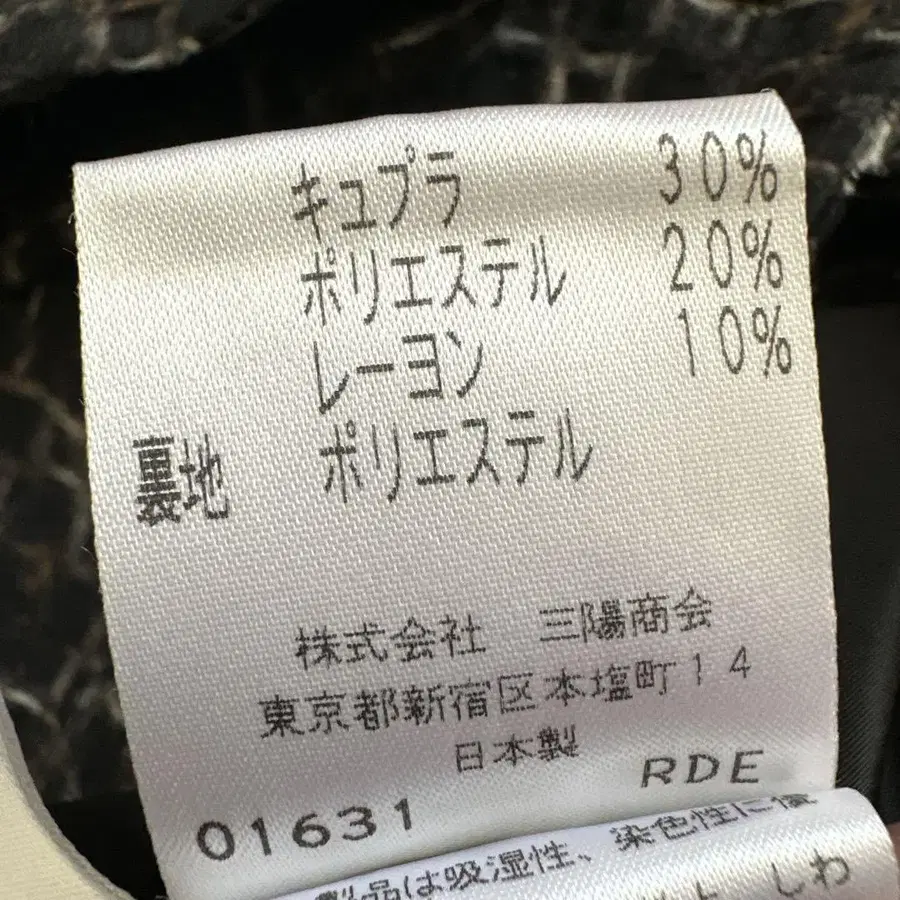 キュプラ 30%
ポリエステル 20%
レーヨン 10%
裏地 ポリエステル
株式会社 三陽商会
東京都新宿区本塩町14
日本製
01631 RDE
製品は吸湿性、染色性に優
しわ